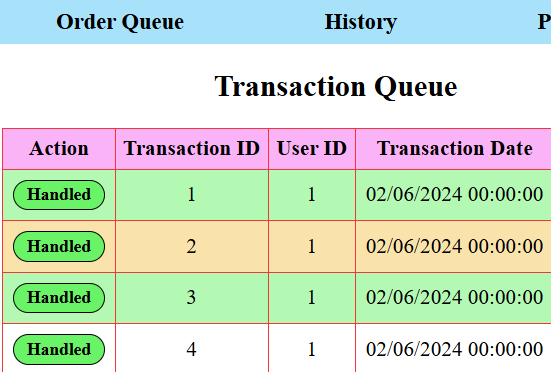 Order Queue History P
Transaction Queue
Action Transaction ID User ID Transaction Date
Handled 1 1 02/06/2024 00:00:00
Handled 2 1 02/06/2024 00:00:00
Handled 3 1 02/06/2024 00:00:00
Handled 4 1 02/06/2024 00:00:00